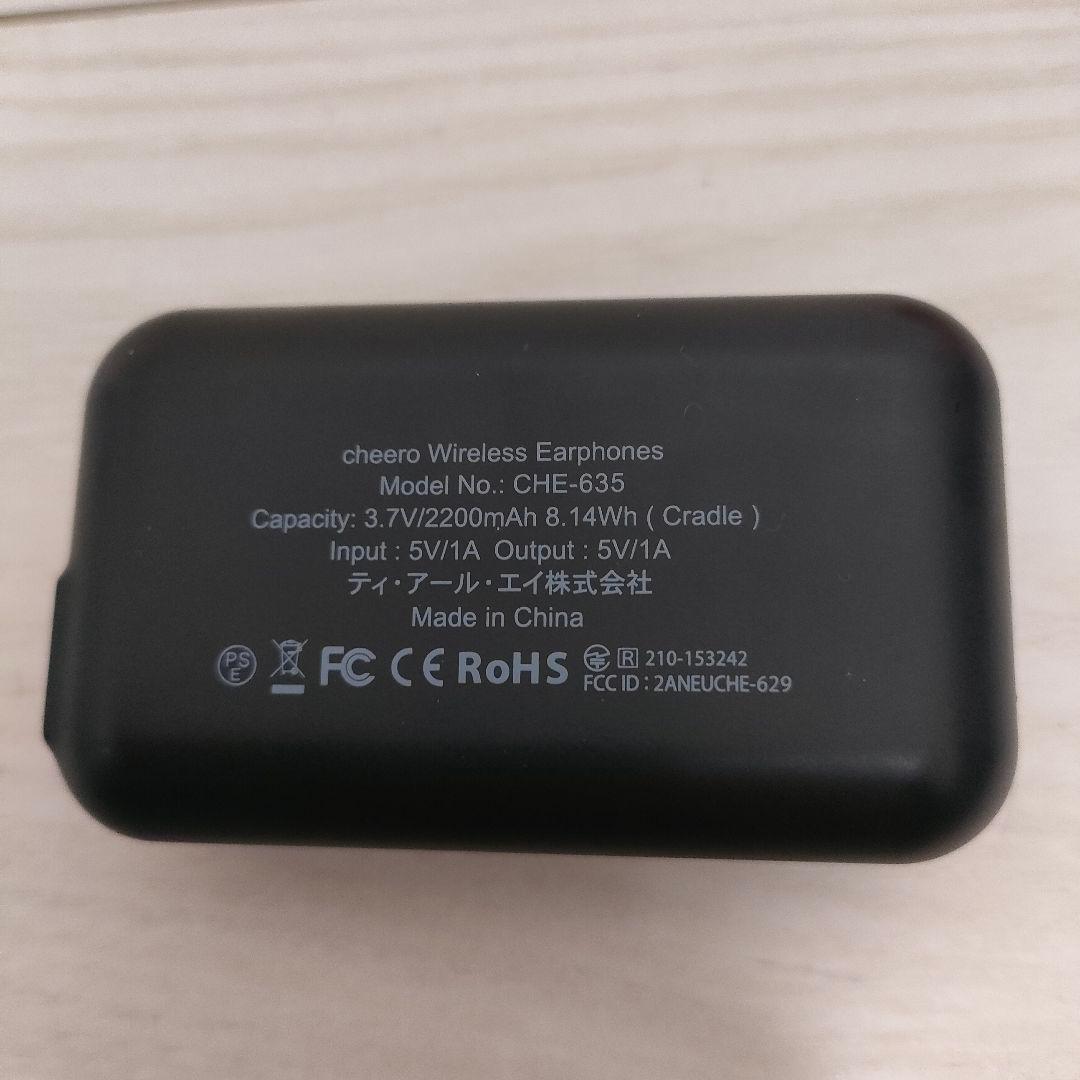 cheero Wireless Earphones
Model No.: CHE-635
Capacity: 3.7V/2200mAh 8.14Wh ( Cradle )
Input : 5V/1A Output : 5V/1A
ティ・アール・エイ株式会社
Made in China
PSE FC CE RoHS R 210-153242
FCC ID : 2ANEUCHE-629